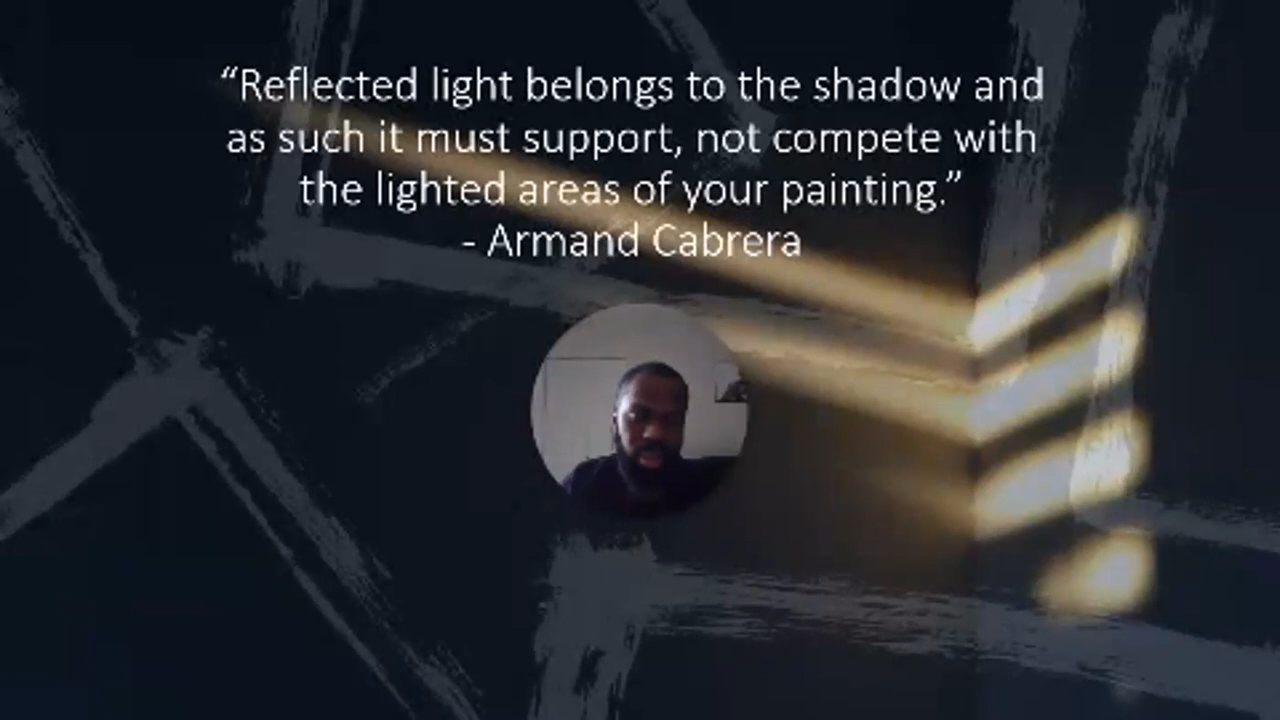 “Reflected light belongs to the shadow and
as such it must support, not compete with
the lighted areas of your painting.”
- Armand Cabrera